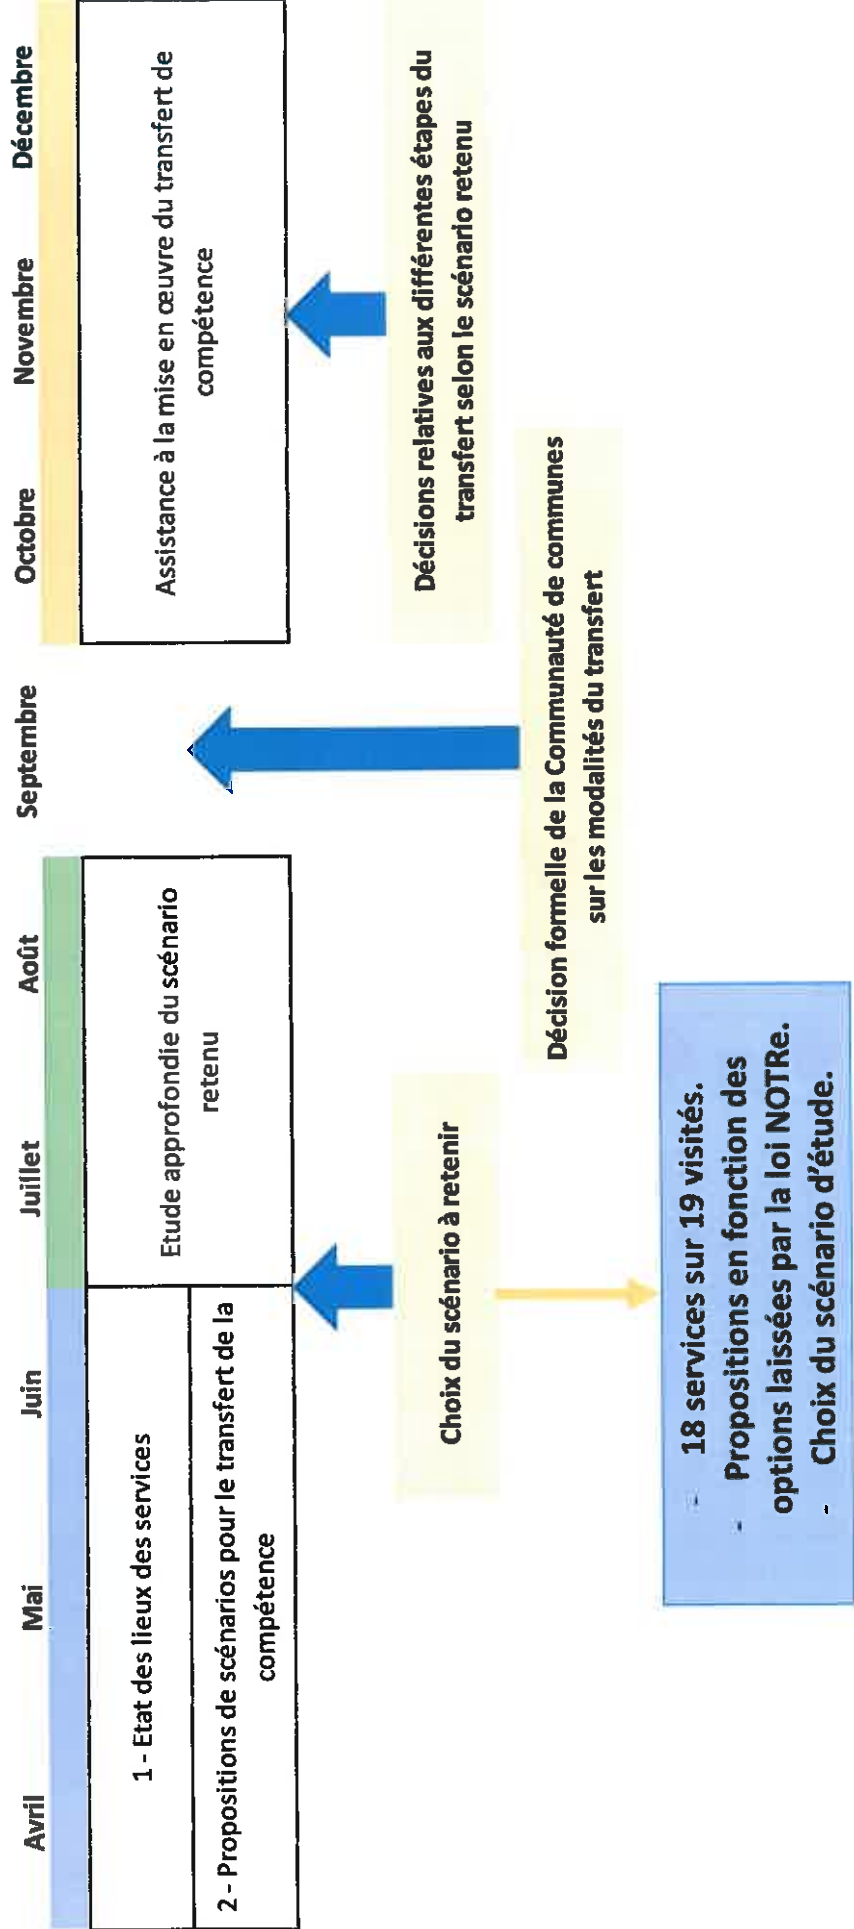 Avril
Mai
Juin
Juillet
Août
Septembre
Octobre
Novembre
Décembre
1 - Etat des lieux des services
2 - Propositions de scénarios pour le transfert de la
compétence
Etude approfondie du scénario
retenu
Assistance à la mise en œuvre du transfert de
compétence
Choix du scénario à retenir
Décision formelle de la Communauté de communes
sur les modalités du transfert
Décisions relatives aux différentes étapes du
transfert selon le scénario retenu
- 18 services sur 19 visités.
- Propositions en fonction des
options laissées par la loi NOTRe.
- Choix du scénario d'étude.